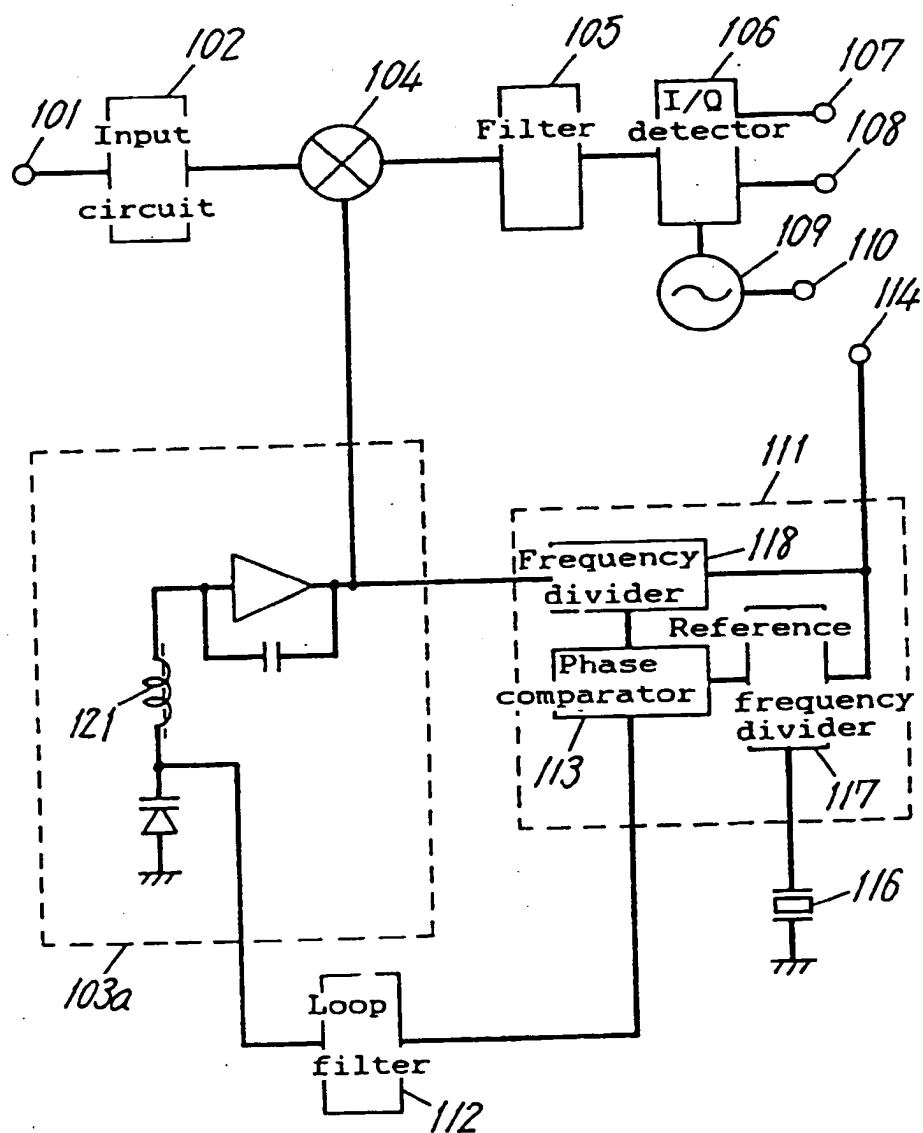 105
106
102
107
104
I/Q
101
Input
Filter
detector
108
circuit
109
110
114
111
118
Frequency
divider
Reference
Phase
comparator
121
frequency
divider
113
117
116
103a
Loop
filter
112